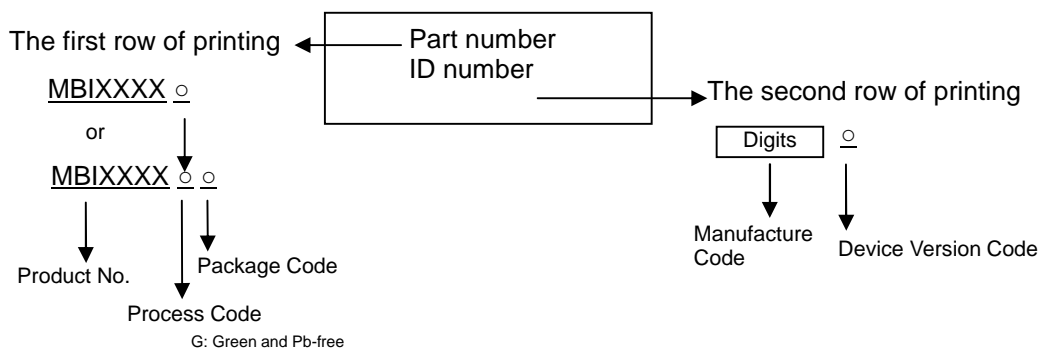 The first row of printing
Part number
ID number
The second row of printing
MBIXXXX ○
or
MBIXXXX ○ ○
Digits ○
Manufacture
Code
Device Version Code
Package Code
Product No.
Process Code
G: Green and Pb-free